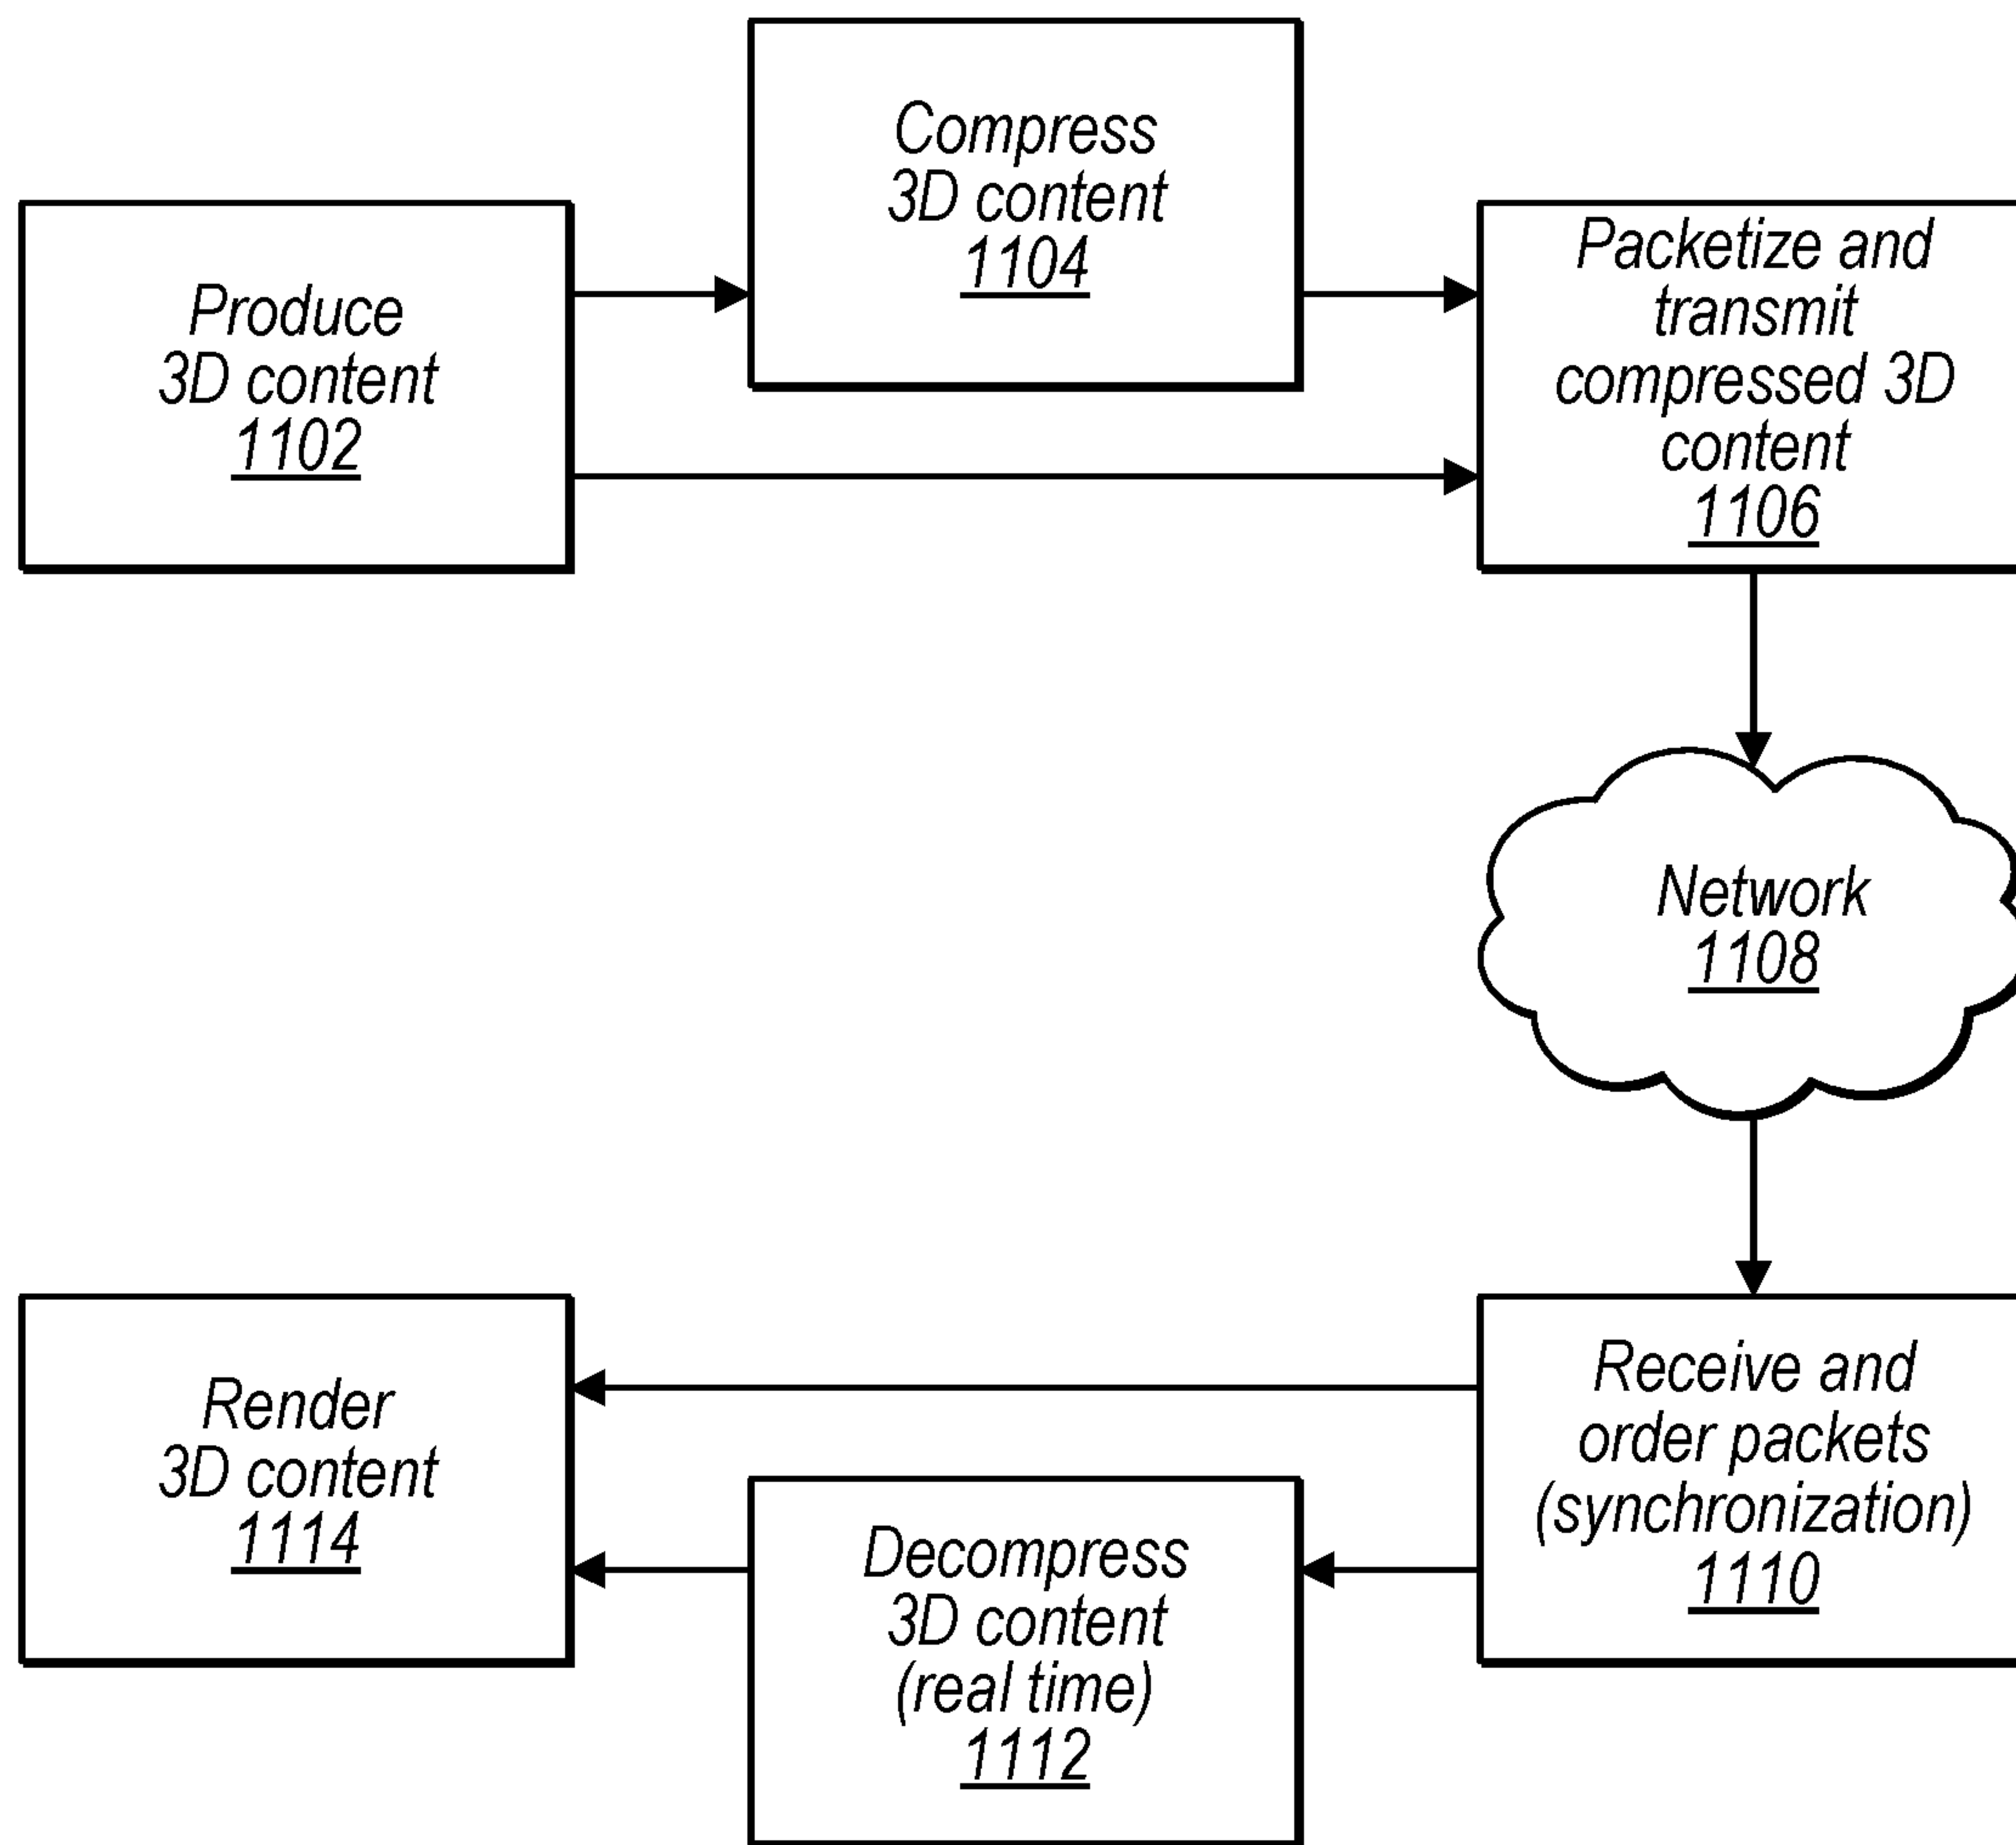 Produce
3D content
1102
Compress
3D content
1104
Packetize and
transmit
compressed 3D
content
1106
Network
1108
Receive and
order packets
(synchronization)
1110
Decompress
3D content
(real time)
1112
Render
3D content
1114